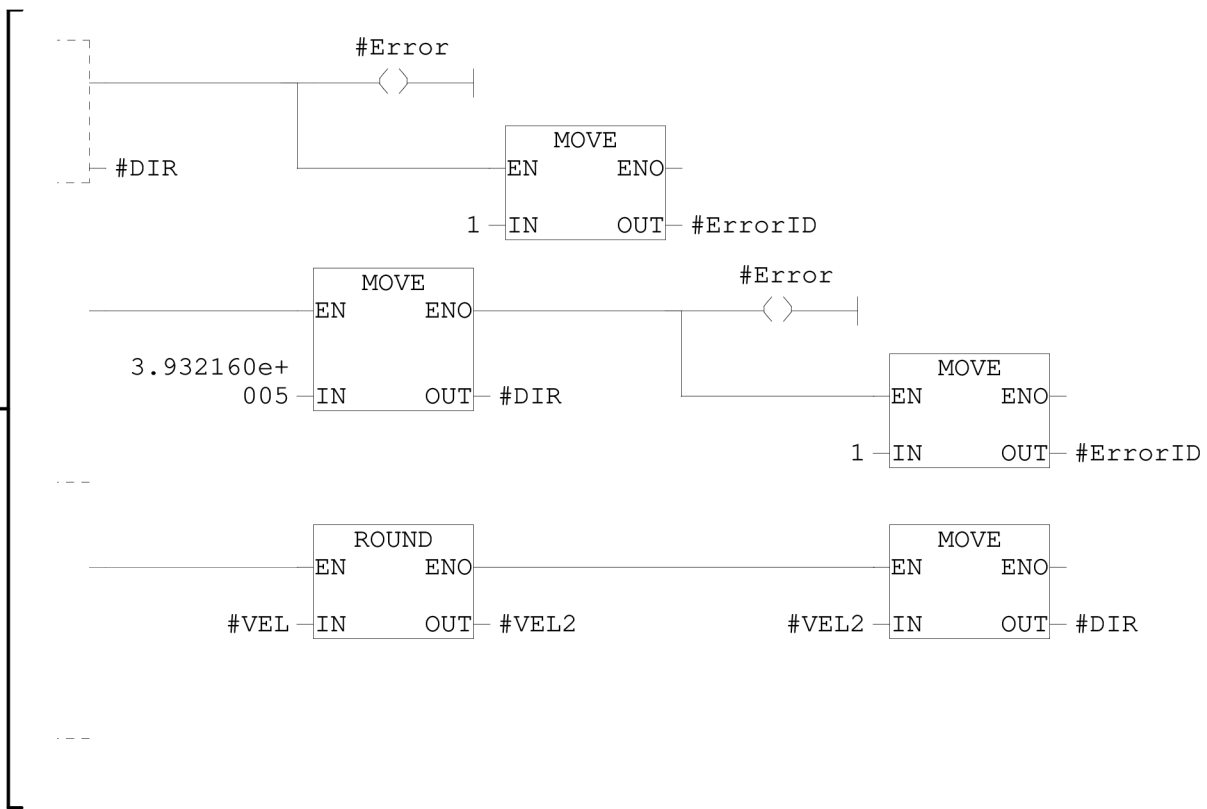 #Error
MOVE
#DIR
EN ENO
1 IN OUT #ErrorID
MOVE
#Error
EN ENO
3.932160e+
005 IN OUT #DIR
MOVE
EN ENO
1 IN OUT #ErrorID
ROUND
MOVE
EN ENO
EN ENO
#VEL IN OUT #VEL2
#VEL2 IN OUT #DIR